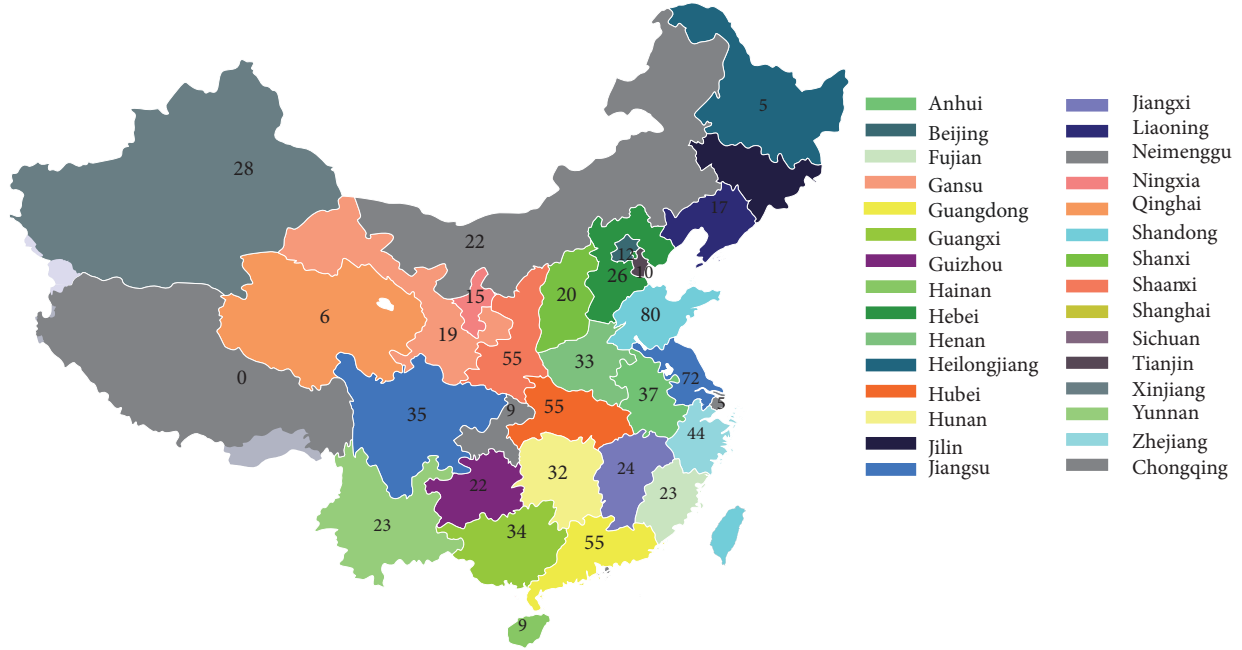 5
28
17
22
12
10
26
15
20
6
80
19
33
55
0
72
37
5
9
55
35
44
24
32
22
23
23
34
55
9
Anhui
Beijing
Fujian
Gansu
Guangdong
Guangxi
Guizhou
Hainan
Hebei
Henan
Heilongjiang
Hubei
Hunan
Jilin
Jiangsu
Jiangxi
Liaoning
Neimenggu
Ningxia
Qinghai
Shandong
Shanxi
Shaanxi
Shanghai
Sichuan
Tianjin
Xinjiang
Yunnan
Zhejiang
Chongqing